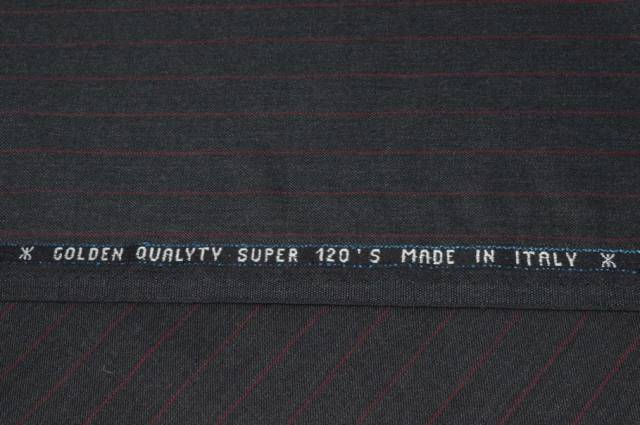 Ж GOLDEN QUALYTY SUPER 120'S MADE IN ITALY Ж